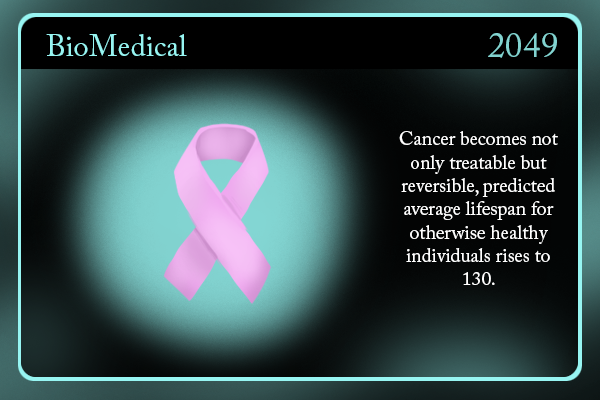 BioMedical
2049
Cancer becomes not
only treatable but
reversible, predicted
average lifespan for
otherwise healthy
individuals rises to
130.